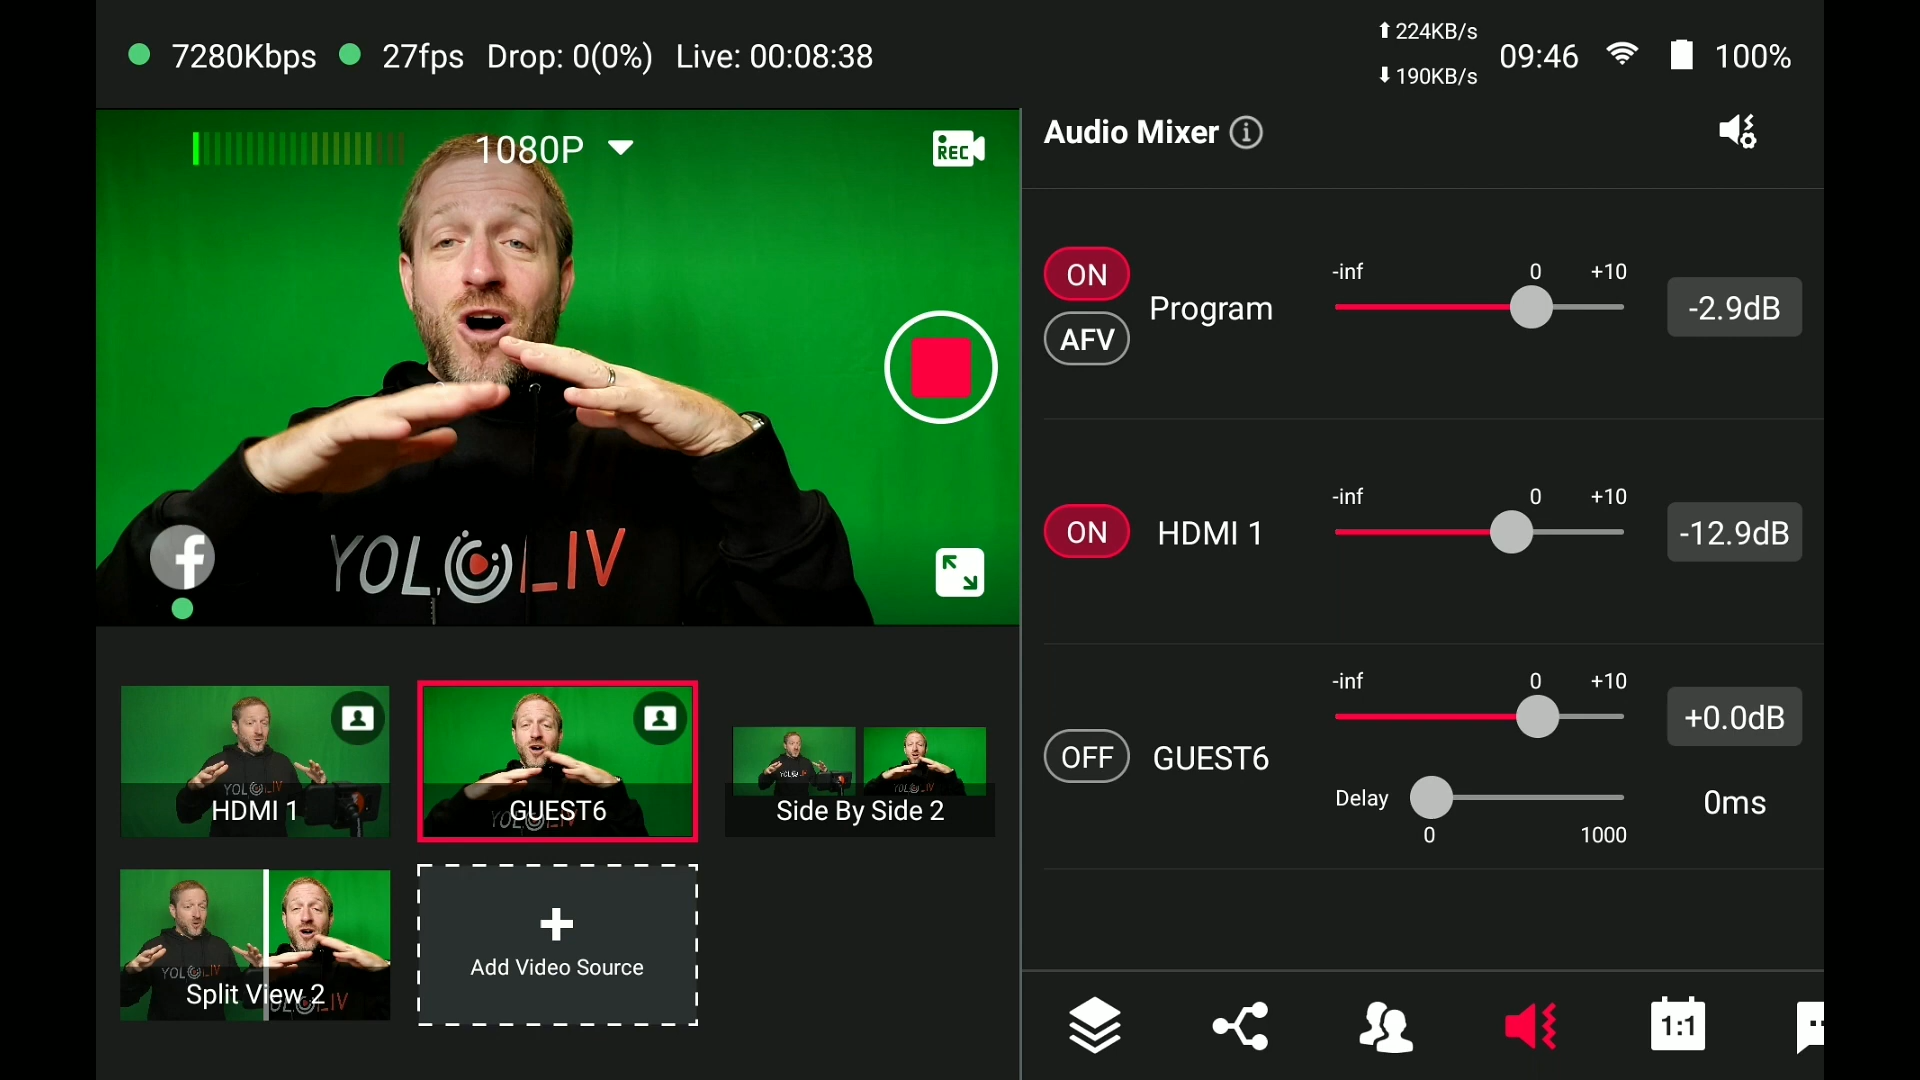 7280Kbps 27fps Drop: 0(0%) Live: 00:08:38
224KB/s
190KB/s
09:46
100%
1080P
REC
YOLOLIV
HDMI 1
GUEST6
Side By Side 2
Split View 2
Add Video Source
Audio Mixer
ON
AFV
Program
-inf 0 +10
-2.9dB
ON
HDMI 1
-inf 0 +10
-12.9dB
OFF
GUEST6
-inf 0 +10
+0.0dB
Delay
0 1000
0ms
1:1